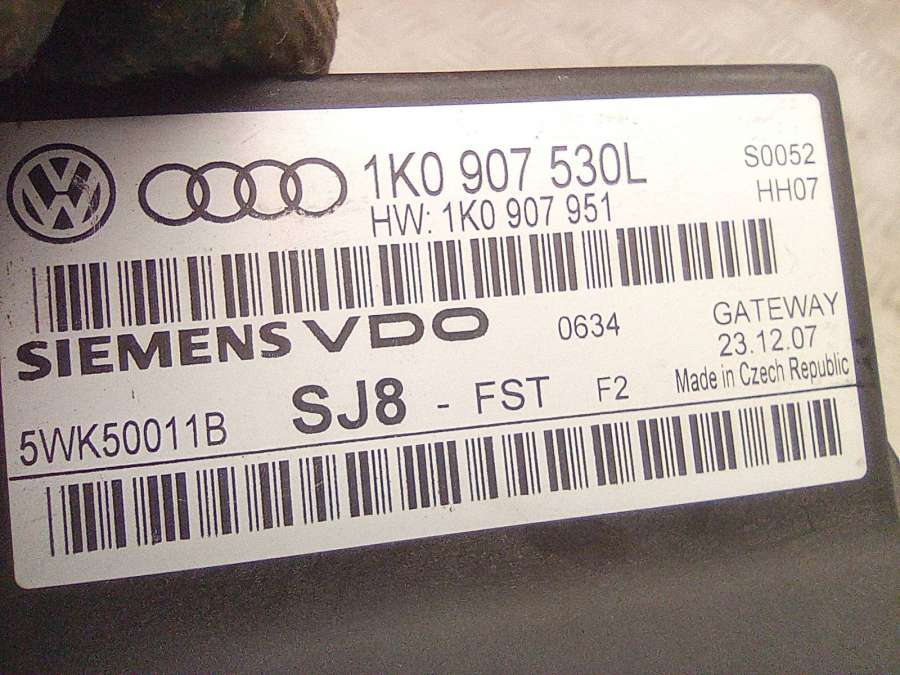 1K0 907 530L
HW: 1K0 907 951
S0052
HH07
SIEMENS VDO
0634
GATEWAY
23.12.07
Made in Czech Republic
5WK50011B
SJ8 - FST F2